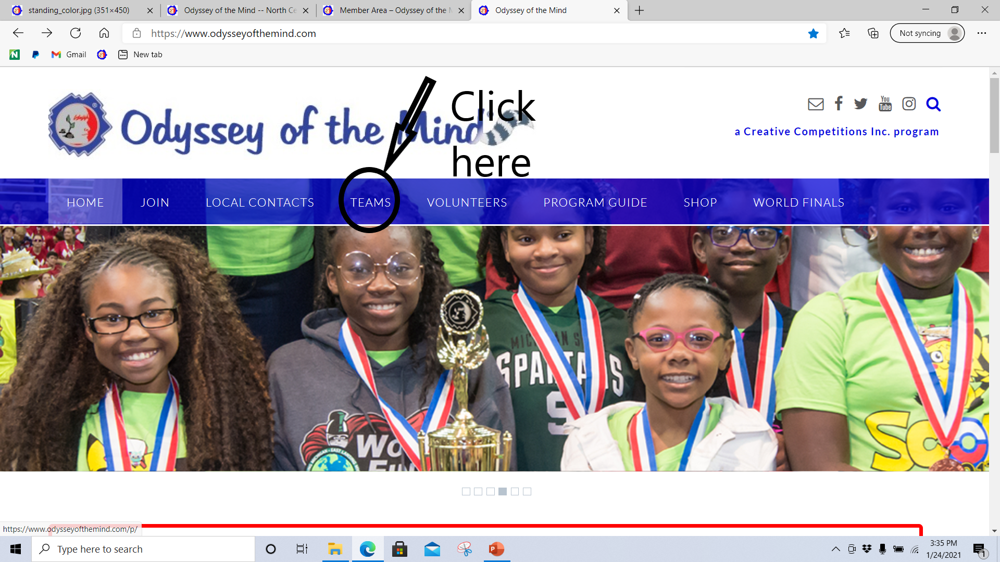 standing_color.jpg (351×450)
Odyssey of the Mind -- North Ce
Member Area – Odyssey of the M
Odyssey of the Mind
https://www.odysseyofthemind.com
Not syncing
Gmail
New tab
Click
here
Odyssey of the Mind
You
Tube
a Creative Competitions Inc. program
HOME
JOIN
LOCAL CONTACTS
TEAMS
VOLUNTEERS
PROGRAM GUIDE
SHOP
WORLD FINALS
SPARTANS
S
https://www.odysseyofthemind.com/p/
Type here to search
3:35 PM
1/24/2021
1